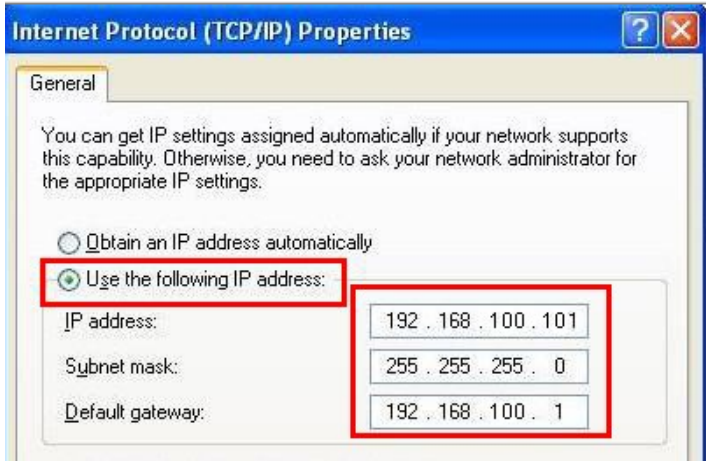 Internet Protocol (TCP/IP) Properties
General
You can get IP settings assigned automatically if your network supports
this capability. Otherwise, you need to ask your network administrator for
the appropriate IP settings.
Obtain an IP address automatically
Use the following IP address:
IP address: 192 . 168 . 100 . 101
Subnet mask: 255 . 255 . 255 . 0
Default gateway: 192 . 168 . 100 . 1